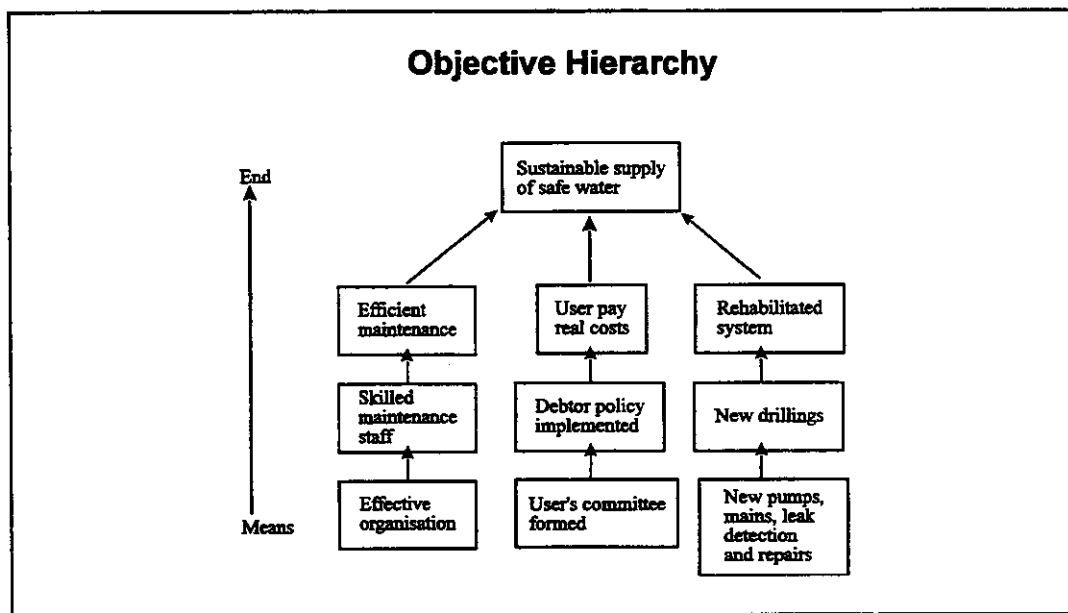 Objective Hierarchy
Sustainable supply
of safe water
End
Efficient
maintenance
User pay
real costs
Rehabilitated
system
Skilled
maintenance
staff
Debtor policy
implemented
New drillings
Effective
organisation
User's committee
formed
New pumps,
mains, leak
detection
and repairs
Means